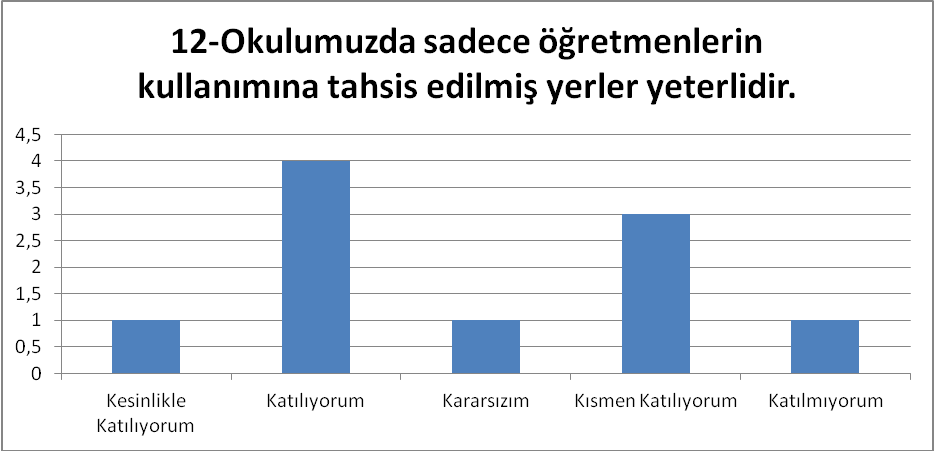 12-Okulumuzda sadece öğretmenlerin
kullanımına tahsis edilmiş yerler yeterlidir.
4,5
4
3,5
3
2,5
2
1,5
1
0,5
0
Kesinlikle
Katılıyorum
Katılıyorum
Kararsızım
Kısmen Katılıyorum
Katılmıyorum